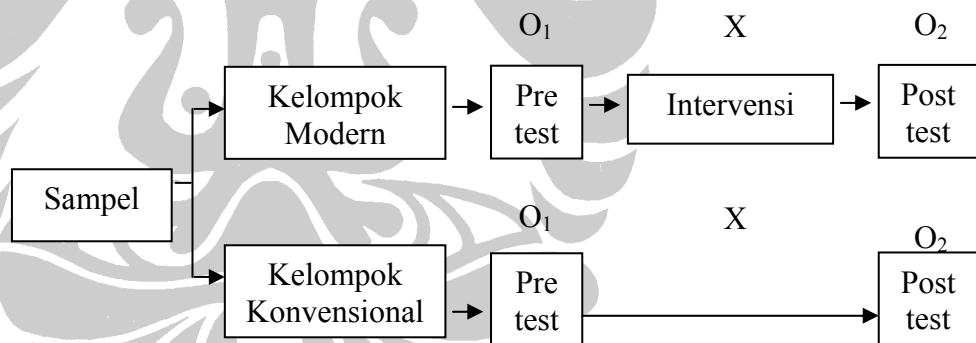 O₁ X O₂
Kelompok
Modern
Pre
test
Intervensi
Post
test
Sampel
O₁ X O₂
Kelompok
Konvensional
Pre
test
Post
test